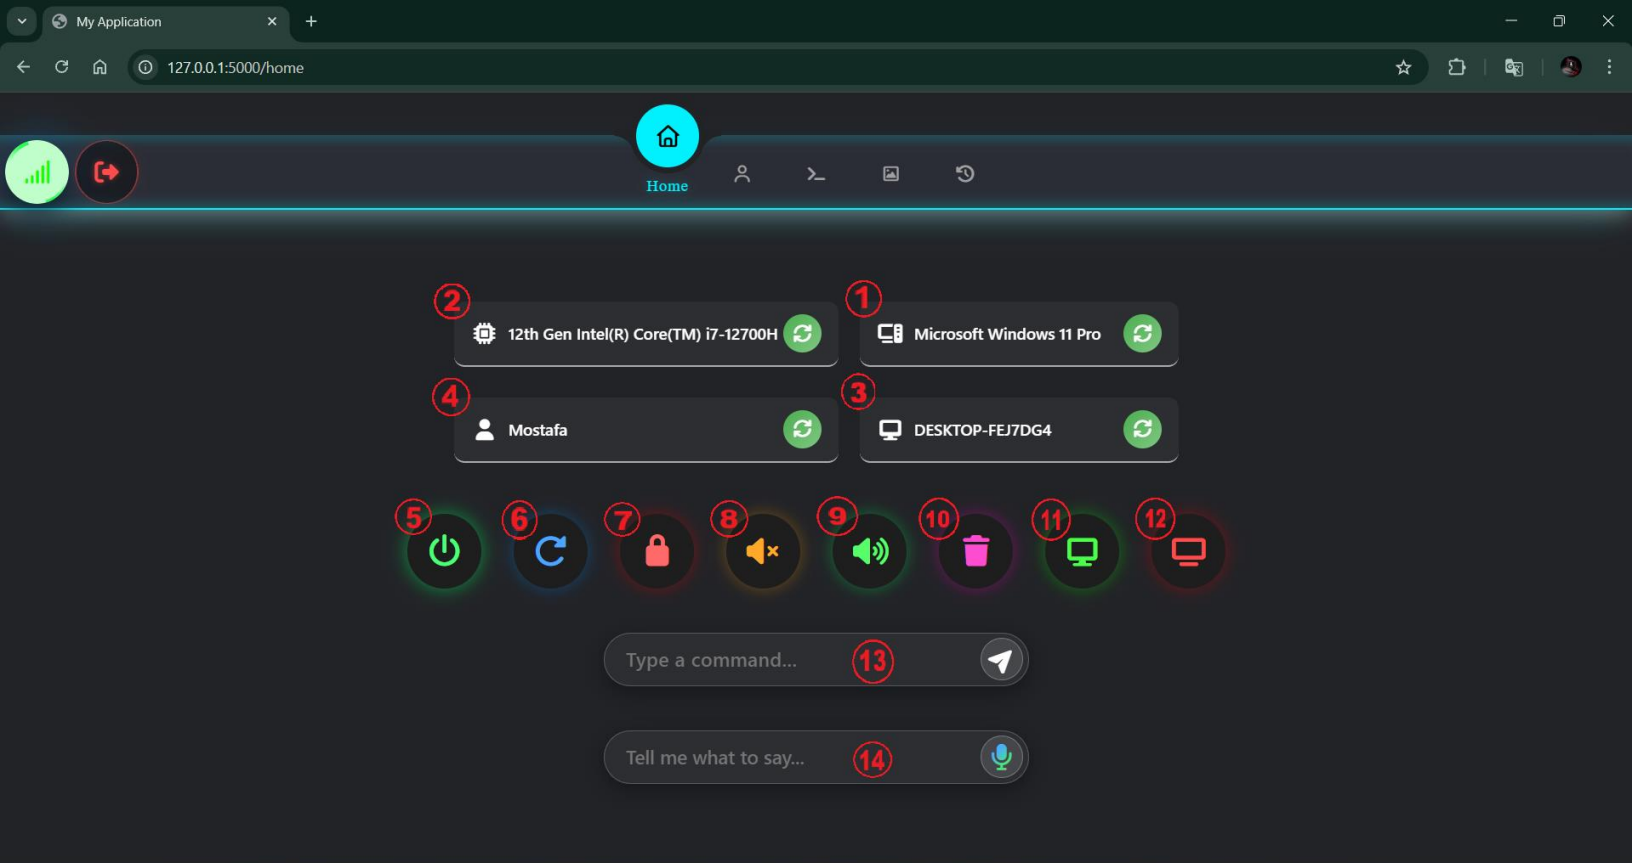 My Application
127.0.0.1:5000/home
Home
2
12th Gen Intel(R) Core(TM) i7-12700H
1
Microsoft Windows 11 Pro
4
Mostafa
3
DESKTOP-FEJ7DG4
5
6
7
8
9
10
11
12
Type a command...
13
Tell me what to say...
14